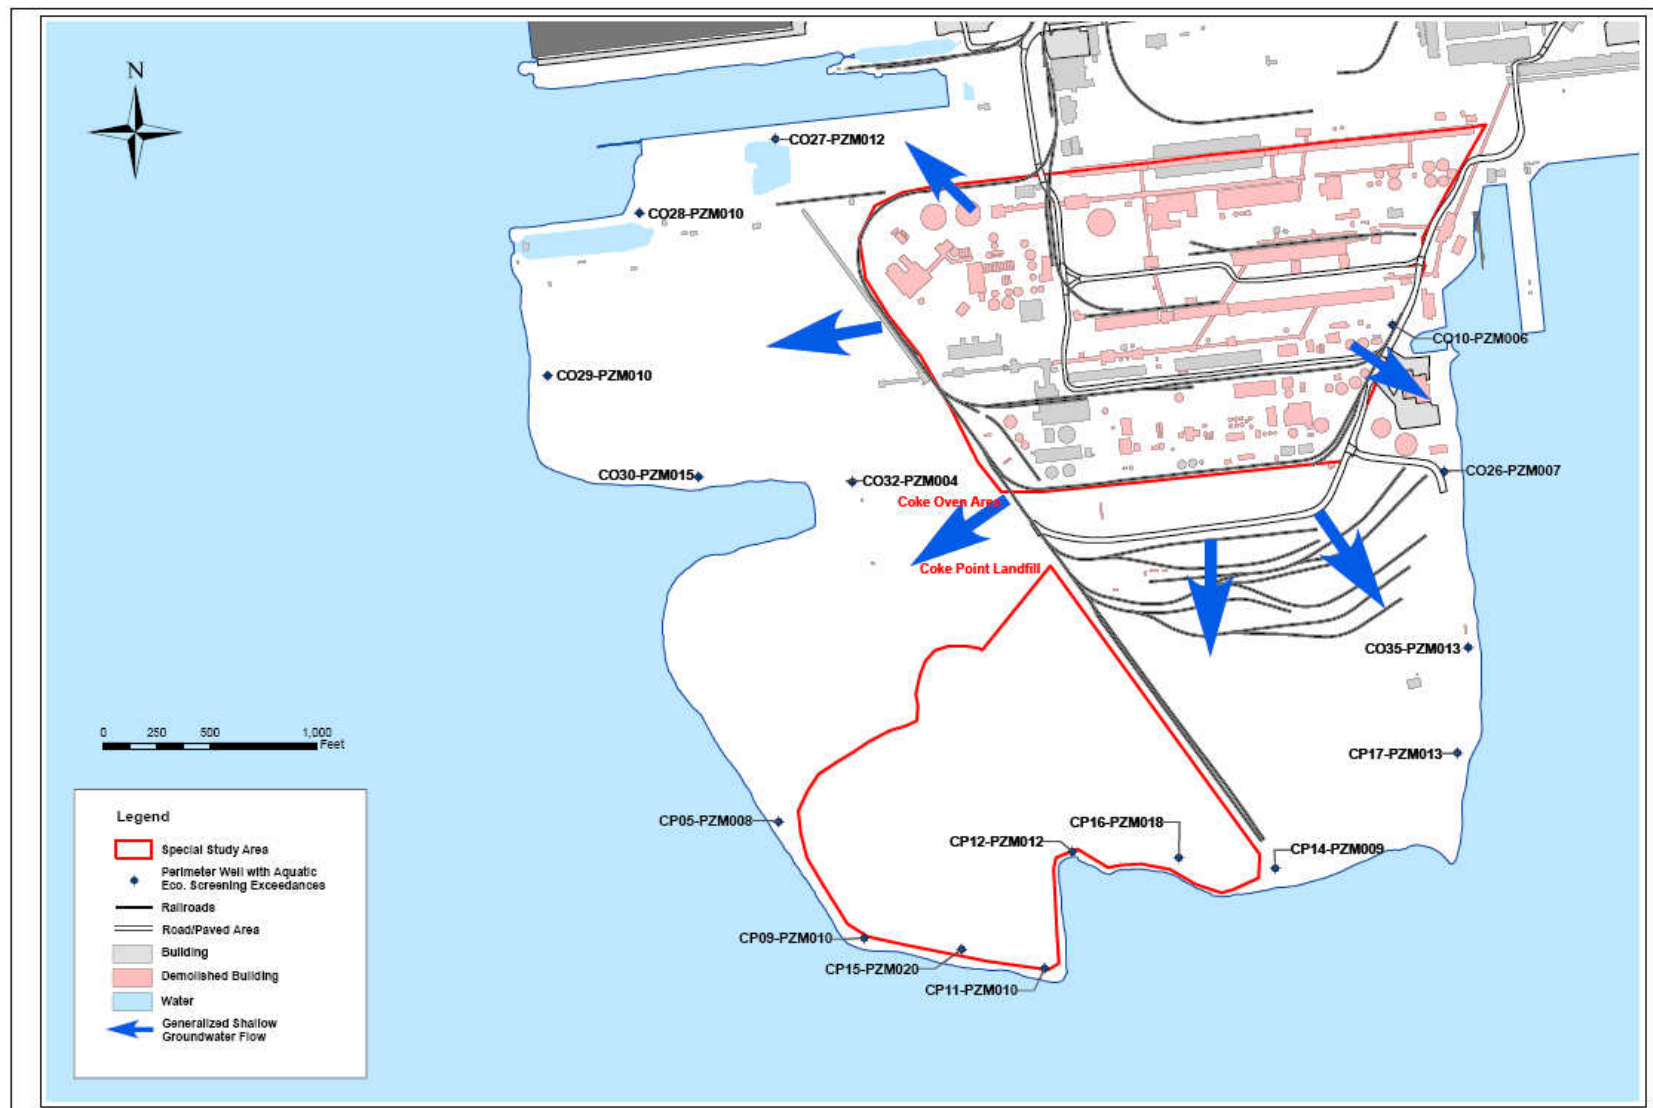 N
CO27-PZM012
CO28-PZM010
CO10-PZM006
CO29-PZM010
CO30-PZM015
CO32-PZM004
CO26-PZM007
Coke Oven Area
Coke Point Landfill
CO35-PZM013
CP17-PZM013
0 250 500 1,000
Feet
CP05-PZM008
CP16-PZM018
CP12-PZM012
CP14-PZM009
CP09-PZM010
CP15-PZM020
CP11-PZM010
Legend
Special Study Area
Perimeter Well with Aquatic
Eco. Screening Exceedances
Railroads
Road/Paved Area
Building
Demolished Building
Water
Generalized Shallow
Groundwater Flow